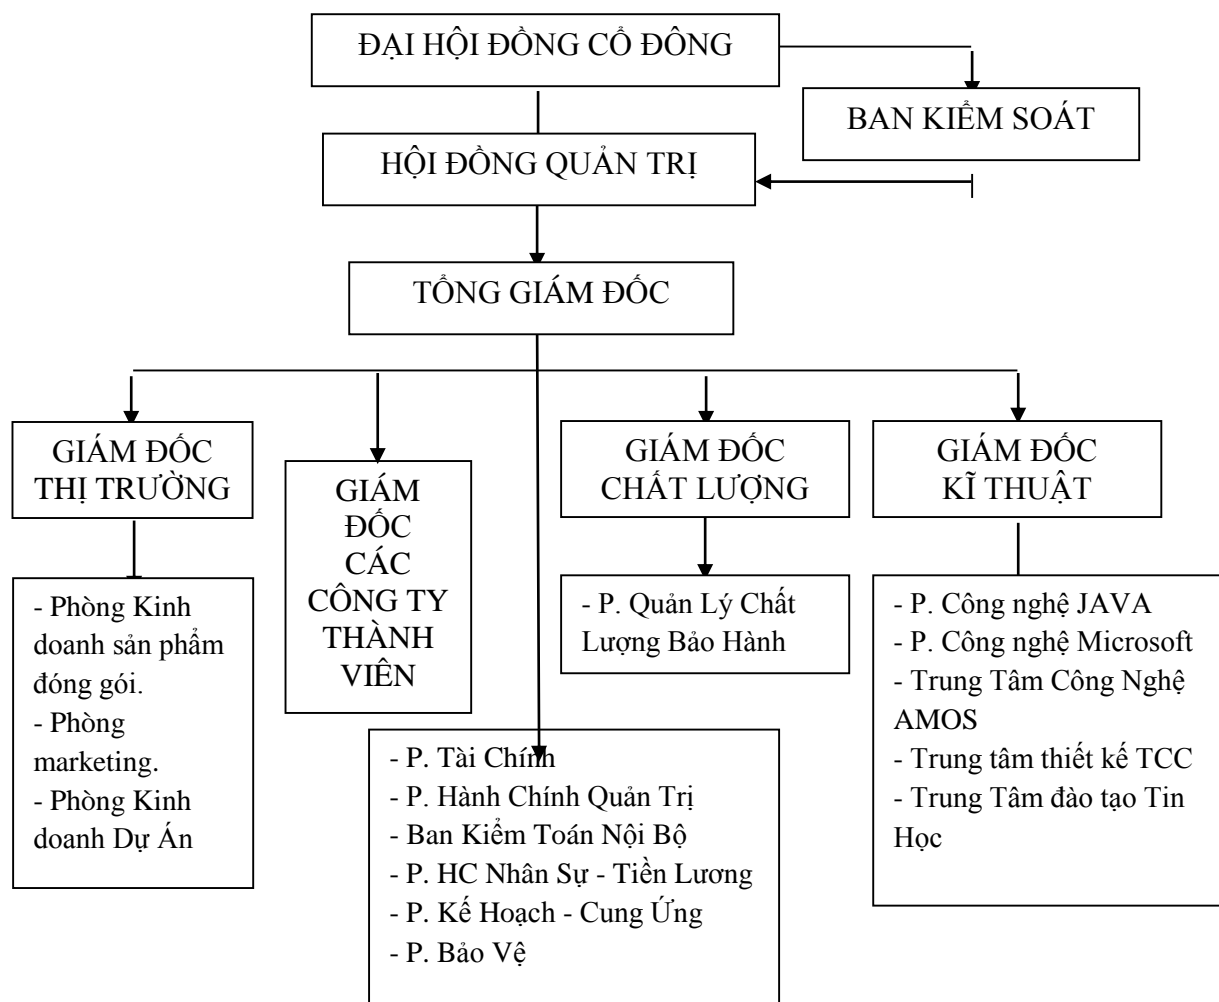 ĐẠI HỘI ĐỒNG CỔ ĐÔNG
BAN KIỂM SOÁT
HỘI ĐỒNG QUẢN TRỊ
TỔNG GIÁM ĐỐC
GIÁM ĐỐC
THỊ TRƯỜNG
GIÁM
ĐỐC
CÁC
CÔNG TY
THÀNH
VIÊN
GIÁM ĐỐC
CHẤT LƯỢNG
GIÁM ĐỐC
KĨ THUẬT
- Phòng Kinh
doanh sản phẩm
đóng gói.
- Phòng
marketing.
- Phòng Kinh
doanh Dự Án
- P. Quản Lý Chất
Lượng Bảo Hành
- P. Công nghệ JAVA
- P. Công nghệ Microsoft
- Trung Tâm Công Nghệ
AMOS
- Trung tâm thiết kế TCC
- Trung Tâm đào tạo Tin
Học
- P. Tài Chính
- P. Hành Chính Quản Trị
- Ban Kiểm Toán Nội Bộ
- P. HC Nhân Sự - Tiền Lương
- P. Kế Hoạch - Cung Ứng
- P. Bảo Vệ